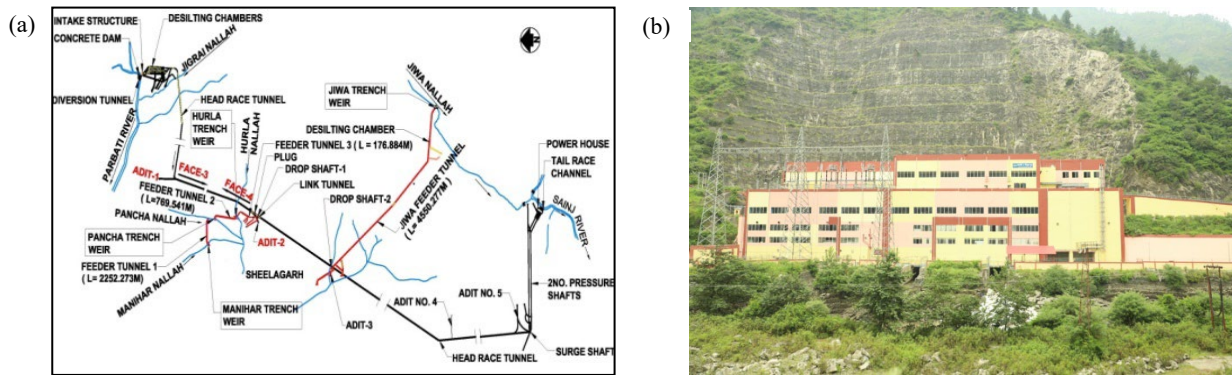 (a)
INTAKE STRUCTURE
DESILTING CHAMBERS
CONCRETE DAM
JIGRAI NALLAH
DIVERSION TUNNEL
HEAD RACE TUNNEL
PARBATI RIVER
HURLA
TRENCH
WEIR
HURLA
NALLAH
FEEDER TUNNEL 3 ( L = 176.884M )
PLUG
DROP SHAFT-1
LINK TUNNEL
DROP SHAFT-2
ADIT-1
FACE-3
FACE-4
FEEDER TUNNEL 2
( L=769.541M )
PANCHA NALLAH
ADIT-2
PANCHA TRENCH
WEIR
FEEDER TUNNEL 1
( L= 2252.273M )
MANIHAR NALLAH
SHEELAGARH
MANIHAR TRENCH
WEIR
JIWA TRENCH
WEIR
JIWA NALLAH
DESILTING CHAMBER
JIWA FEEDER TUNNEL
( L= 4550.277M )
POWER HOUSE
TAIL RACE
CHANNEL
SAINJ RIVER
2NO. PRESSURE
SHAFTS
ADIT NO. 4
ADIT NO. 5
ADIT-3
HEAD RACE TUNNEL
SURGE SHAFT
N
(b)